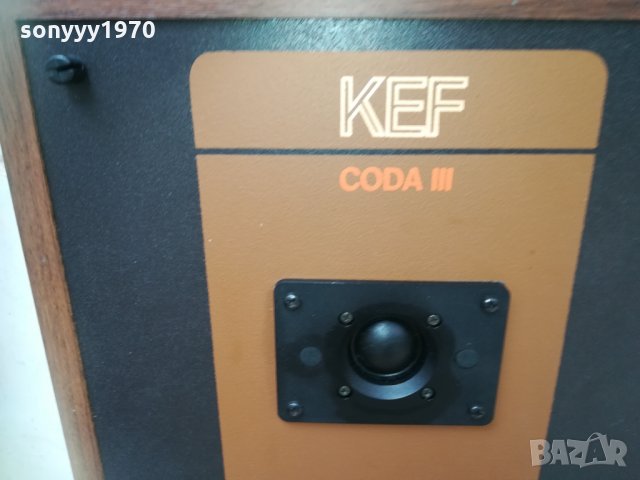 sonyyy1970
KEF
CODA III
BAZAR